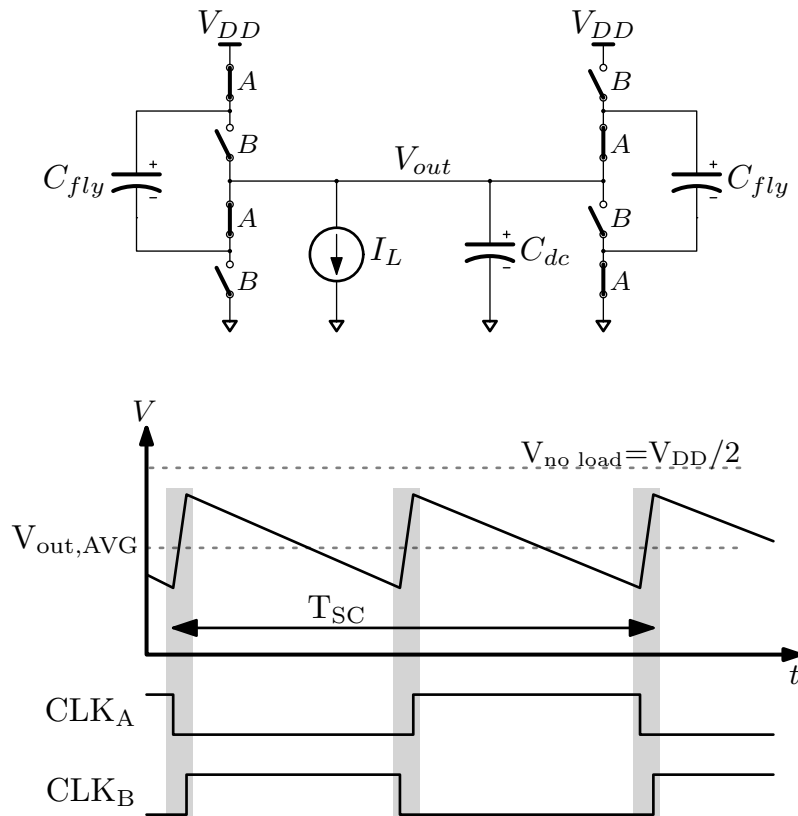 V_DD V_DD
A B
B A
C_fly + - V_out + - C_fly
A I_L + - C_dc B
B A
V
V_no load=V_DD/2
V_out,AVG
T_SC
t
CLK_A
CLK_B